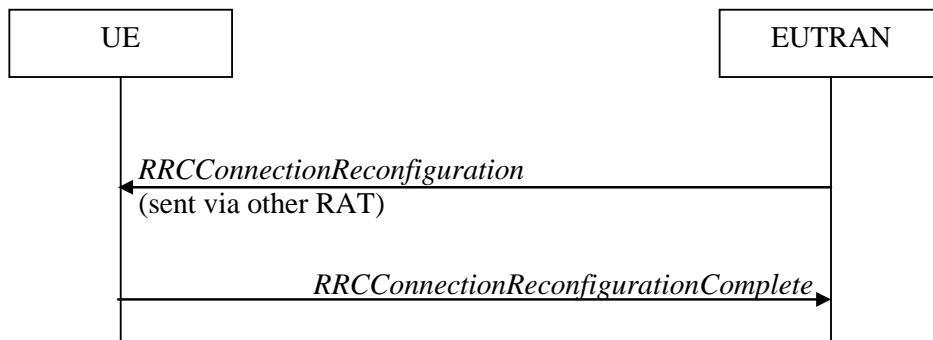 UE
EUTRAN
RRCConnectionReconfiguration
(sent via other RAT)
RRCConnectionReconfigurationComplete